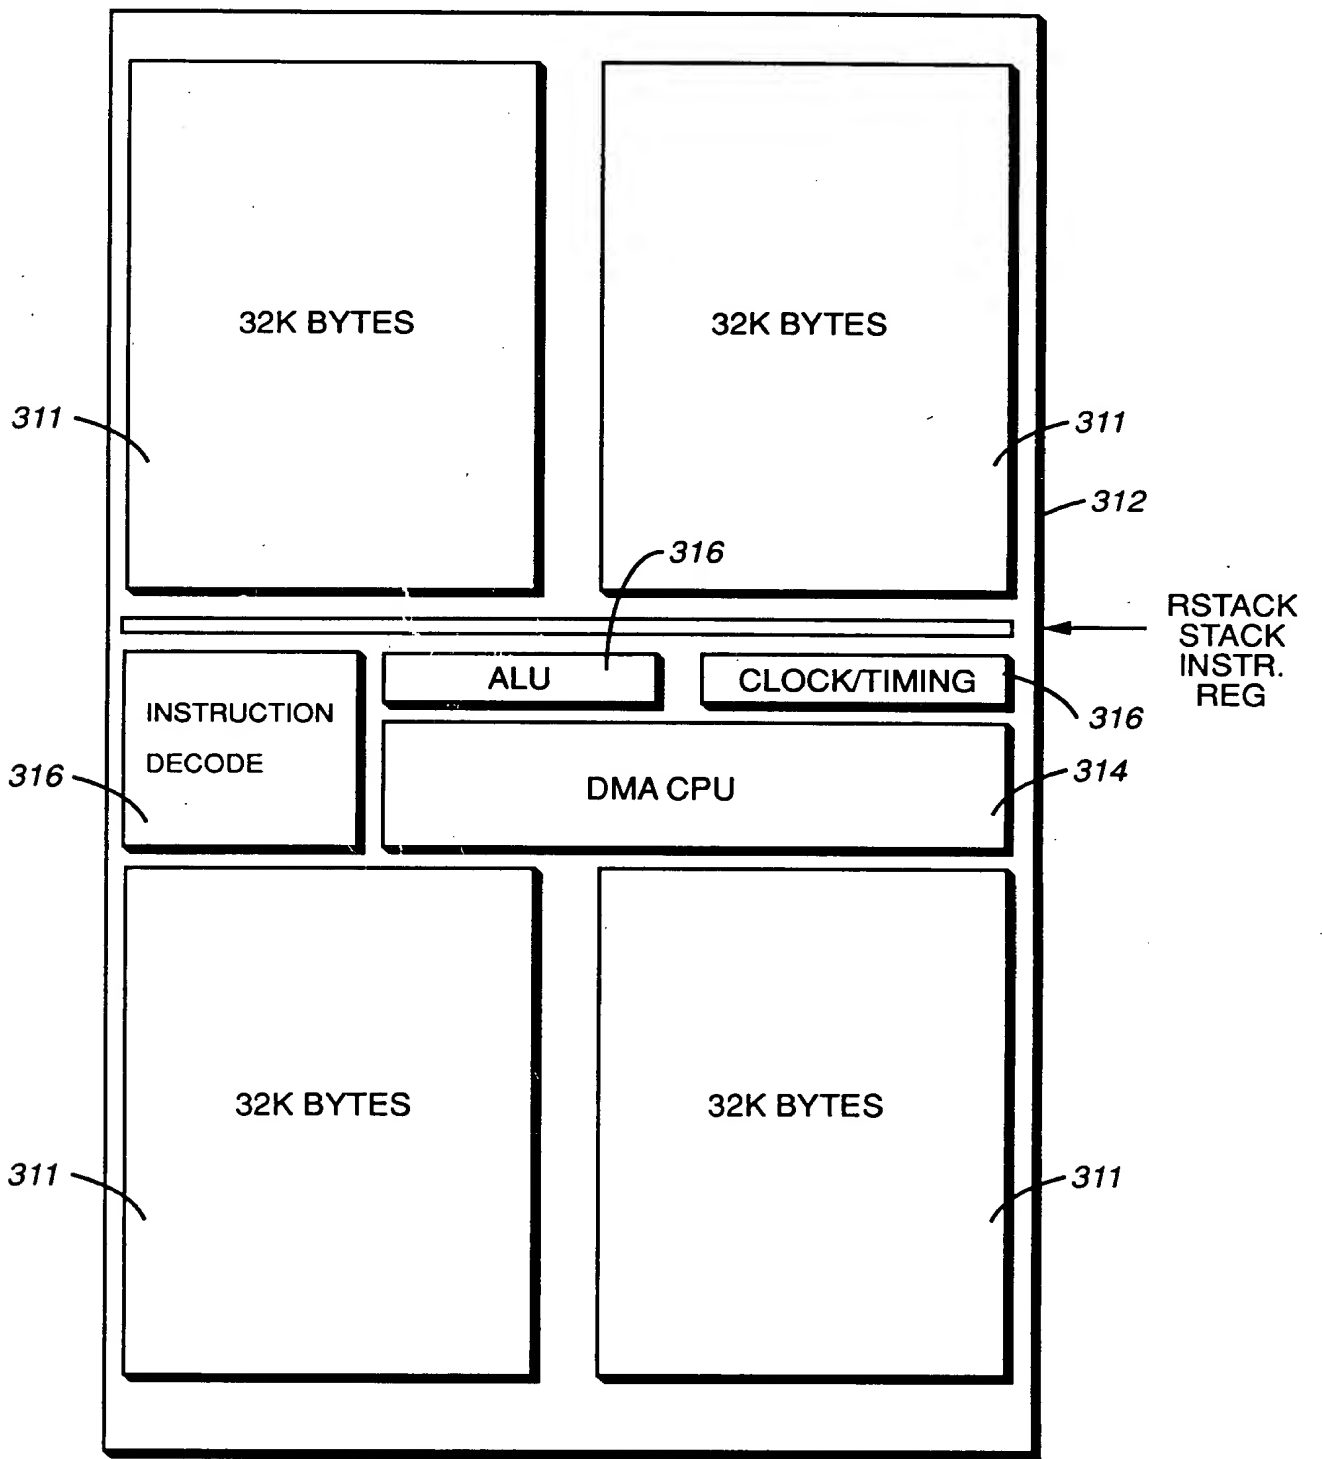 32K BYTES
32K BYTES
311
311
312
316
RSTACK
STACK
INSTR.
REG
ALU
CLOCK/TIMING
316
INSTRUCTION
DECODE
316
DMA CPU
314
32K BYTES
32K BYTES
311
311